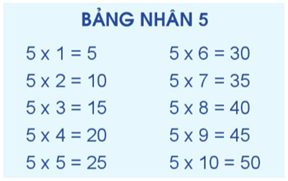 BẢNG NHÂN 5
5 x 1 = 5
5 x 2 = 10
5 x 3 = 15
5 x 4 = 20
5 x 5 = 25
5 x 6 = 30
5 x 7 = 35
5 x 8 = 40
5 x 9 = 45
5 x 10 = 50